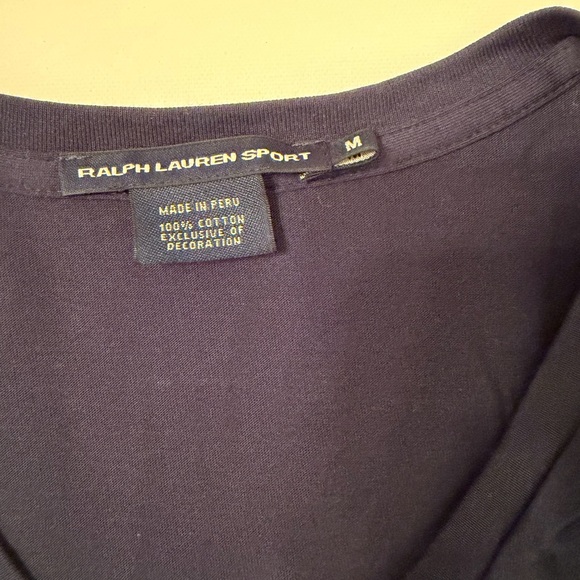 RALPH LAUREN SPORT
M
MADE IN PERU
100% COTTON
EXCLUSIVE OF
DECORATION